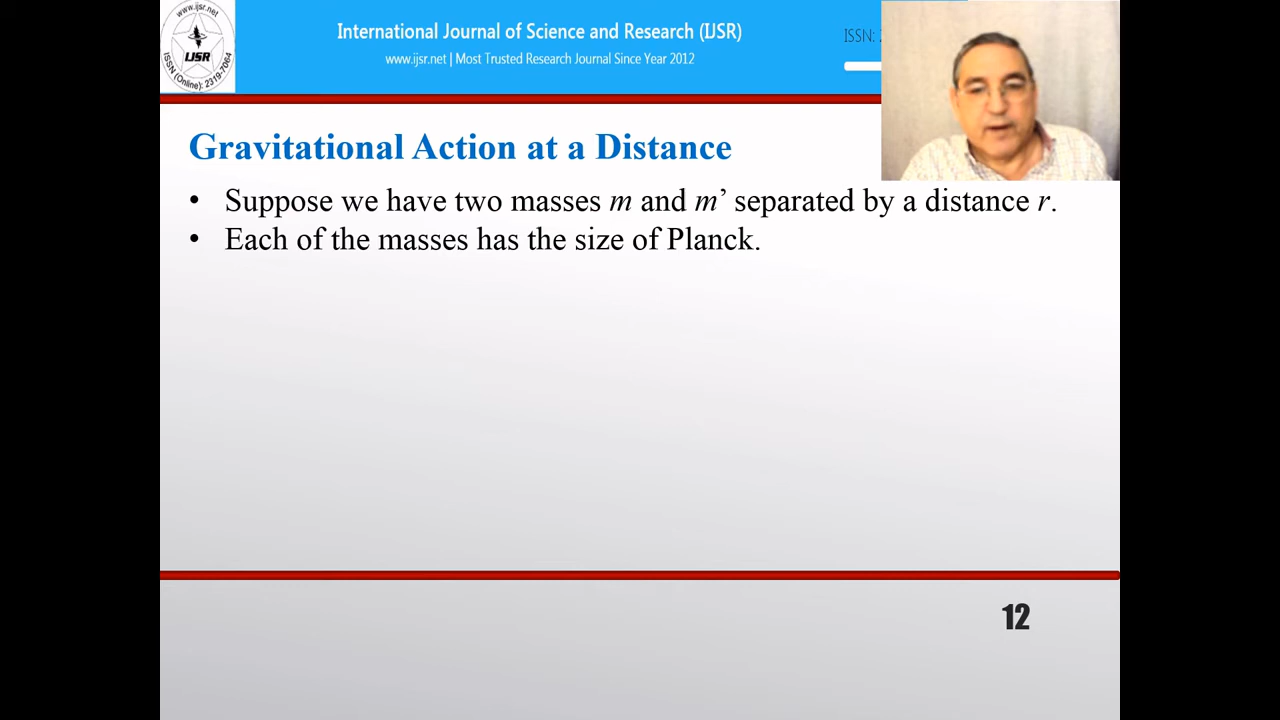 www.ijsr.net
IJSR
ISSN (Online): 2319-7064
International Journal of Science and Research (IJSR)
www.ijsr.net | Most Trusted Research Journal Since Year 2012
ISSN:
Gravitational Action at a Distance
• Suppose we have two masses m and m’ separated by a distance r.
• Each of the masses has the size of Planck.
12